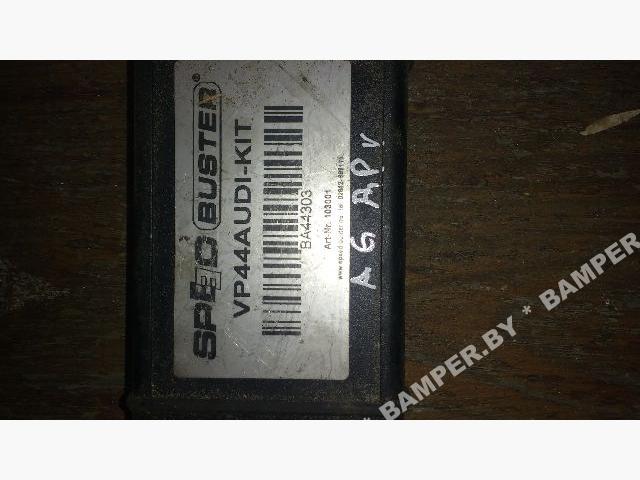 SPEED BUSTER®
VP44AUDI-KIT
BA44303
Art-Nr. 103001
A6 APV
* BAMPER.BY * BAMPER.